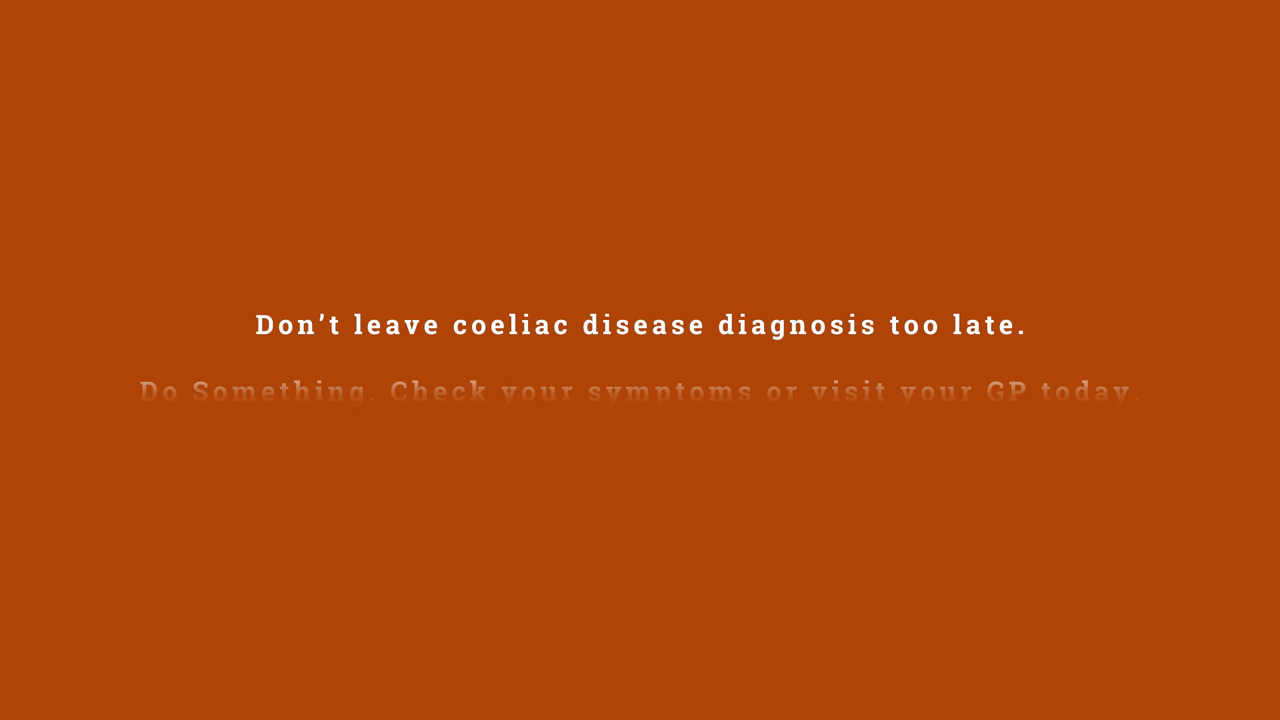 Don’t leave coeliac disease diagnosis too late.
Do Something. Check your symptoms or visit your GP today.